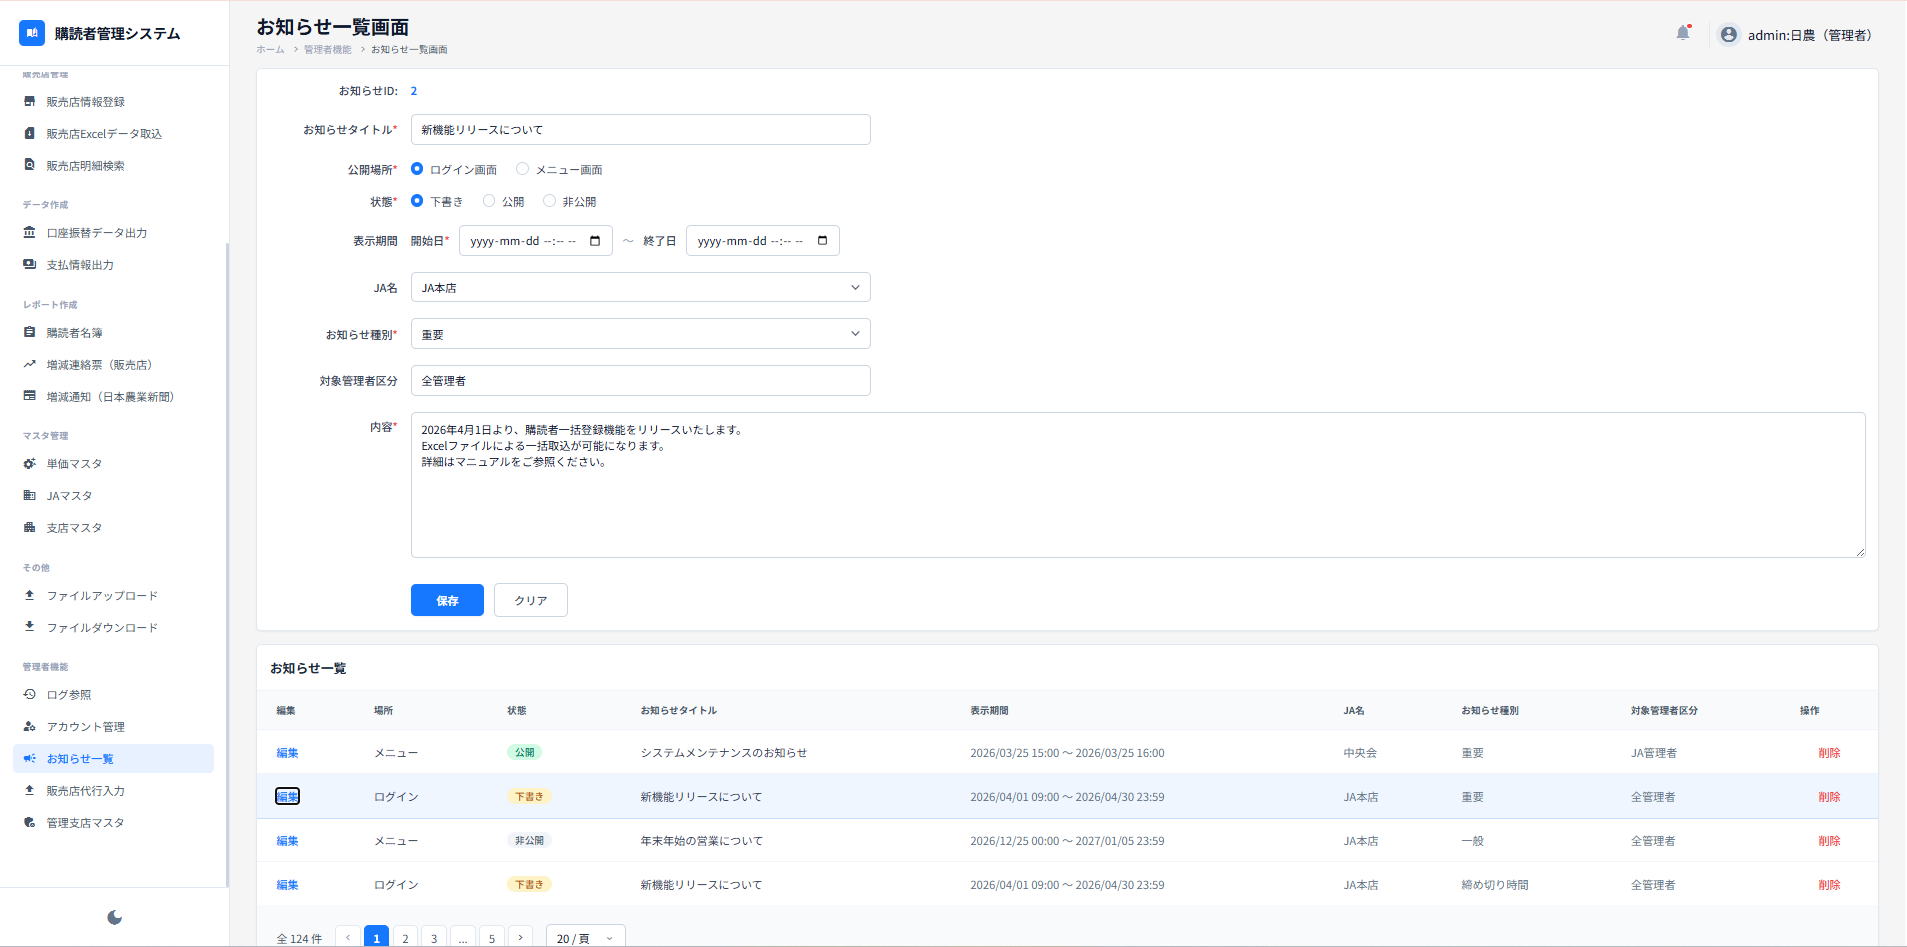 購読者管理システム
販売店管理
販売店情報登録
販売店Excelデータ取込
販売店明細検索
データ作成
口座振替データ出力
支払情報出力
レポート作成
購読者名簿
増減連絡票（販売店）
増減通知（日本農業新聞）
マスタ管理
単価マスタ
JAマスタ
支店マスタ
その他
ファイルアップロード
ファイルダウンロード
管理者機能
ログ参照
アカウント管理
お知らせ一覧
販売店代行入力
管理支店マスタ
お知らせ一覧画面
ホーム > 管理者機能 > お知らせ一覧画面
admin:日農（管理者）
お知らせID: 2
お知らせタイトル* 新機能リリースについて
公開場所* ログイン画面 メニュー画面
状態* 下書き 公開 非公開
表示期間 開始日* yyyy-mm-dd --:-- -- ～ 終了日 yyyy-mm-dd --:-- --
JA名 JA本店
お知らせ種別* 重要
対象管理者区分 全管理者
内容* 2026年4月1日より、購読者一括登録機能をリリースいたします。
Excelファイルによる一括取込が可能になります。
詳細はマニュアルをご参照ください。
保存 クリア
お知らせ一覧
編集 場所 状態 お知らせタイトル 表示期間 JA名 お知らせ種別 対象管理者区分 操作
編集 メニュー 公開 システムメンテナンスのお知らせ 2026/03/25 15:00 ～ 2026/03/25 16:00 中央会 重要 JA管理者 削除
編集 ログイン 下書き 新機能リリースについて 2026/04/01 09:00 ～ 2026/04/30 23:59 JA本店 重要 全管理者 削除
編集 メニュー 非公開 年末年始の営業について 2026/12/25 00:00 ～ 2027/01/05 23:59 JA本店 一般 全管理者 削除
編集 ログイン 下書き 新機能リリースについて 2026/04/01 09:00 ～ 2026/04/30 23:59 JA本店 締め切り時間 全管理者 削除
全 124 件 < 1 2 3 ... 5 > 20 / 頁